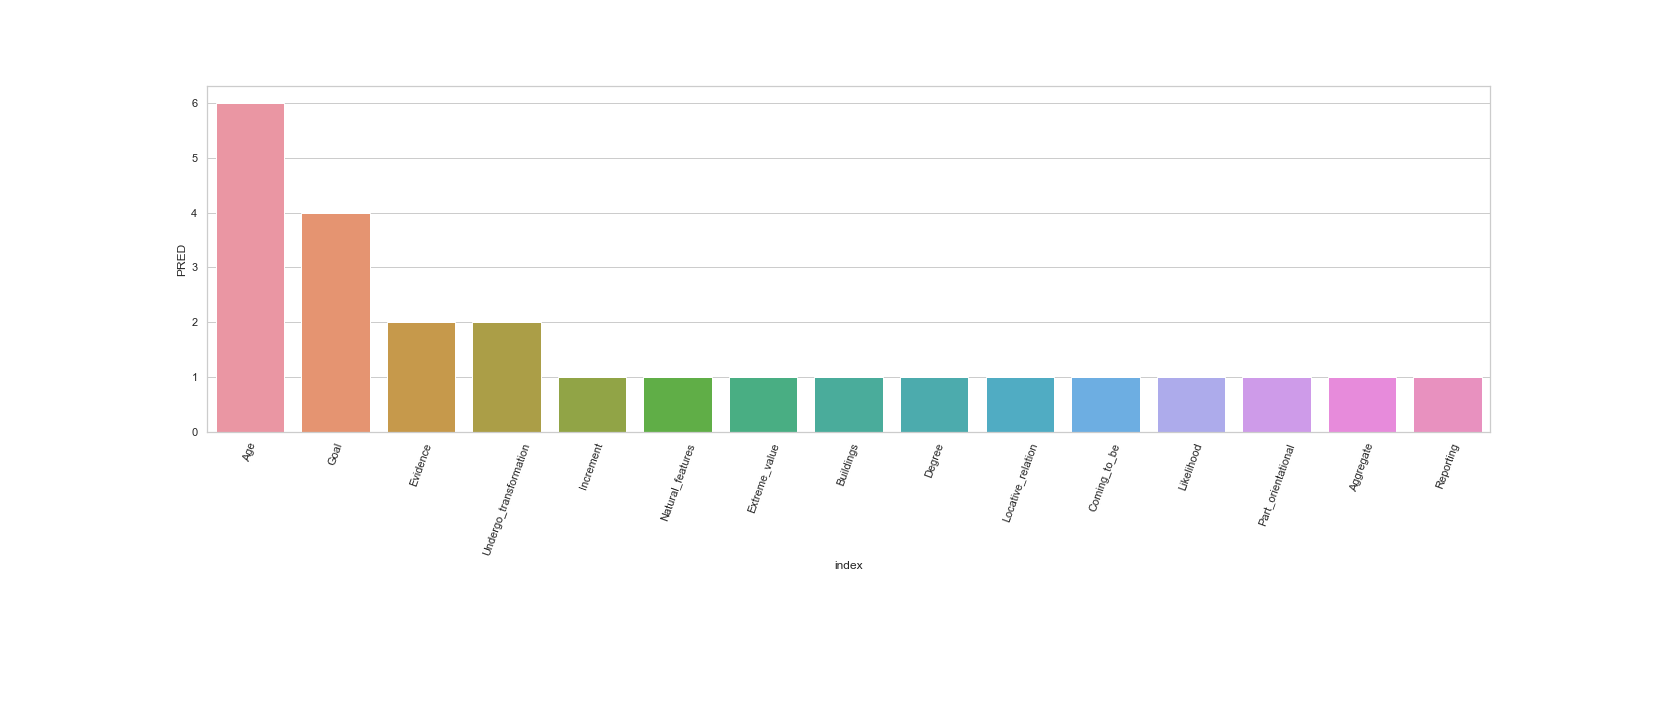 6
5
4
3
2
1
0
PRED
Age
Goal
Evidence
Undergo_transformation
Increment
Natural_features
Extreme_value
Buildings
Degree
Locative_relation
Coming_to_be
Likelihood
Part_orientational
Aggregate
Reporting
index